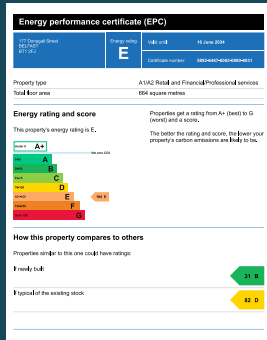 Energy performance certificate (EPC)
177 Donegall Street
BELFAST
BT1 2FJ
Energy rating
E
Valid until
16 June 2034
Certificate number
Property type
A1/A2 Retail and Financial/Professional services
Total floor area
864 square metres
Energy rating and score
This property's energy rating is E.
Properties get a rating from A+ (best) to G
(worst) and a score.
The better the rating and score, the lower your
property's carbon emissions are likely to be.
A+
A
B
C
D
E
F
G
104 E
How this property compares to others
Properties similar to this one could have ratings:
If newly built
31 B
If typical of the existing stock
82 D